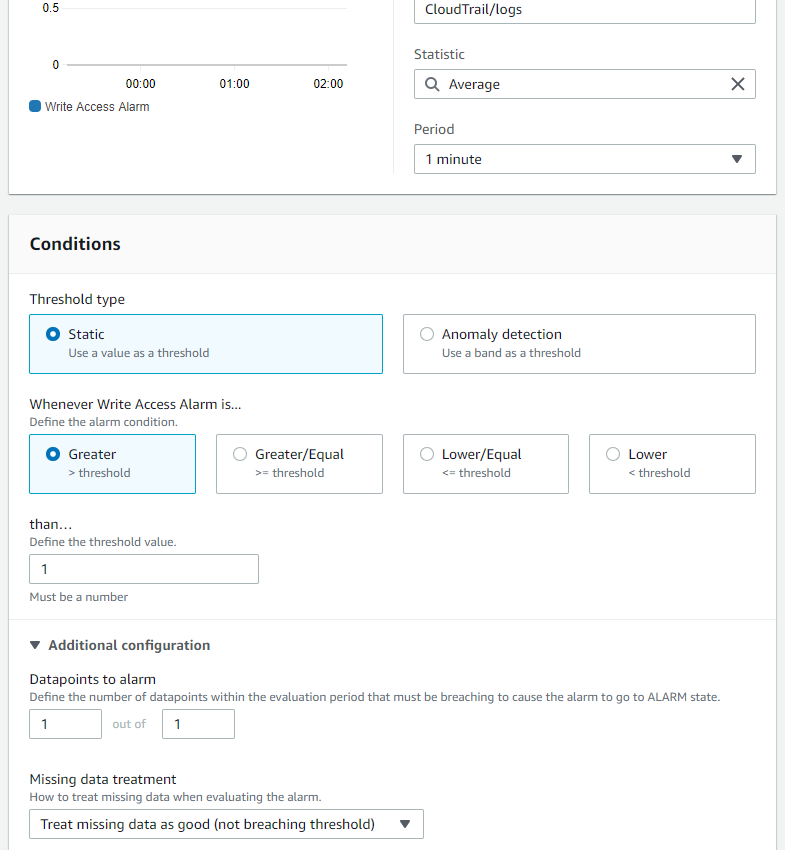 0.5
0
00:00 01:00 02:00
Write Access Alarm
CloudTrail/logs
Statistic
Average
Period
1 minute
Conditions
Threshold type
Static
Use a value as a threshold
Anomaly detection
Use a band as a threshold
Whenever Write Access Alarm is...
Define the alarm condition.
Greater
> threshold
Greater/Equal
>= threshold
Lower/Equal
<= threshold
Lower
< threshold
than…
Define the threshold value.
1
Must be a number
Additional configuration
Datapoints to alarm
Define the number of datapoints within the evaluation period that must be breaching to cause the alarm to go to ALARM state.
1 out of 1
Missing data treatment
How to treat missing data when evaluating the alarm.
Treat missing data as good (not breaching threshold)